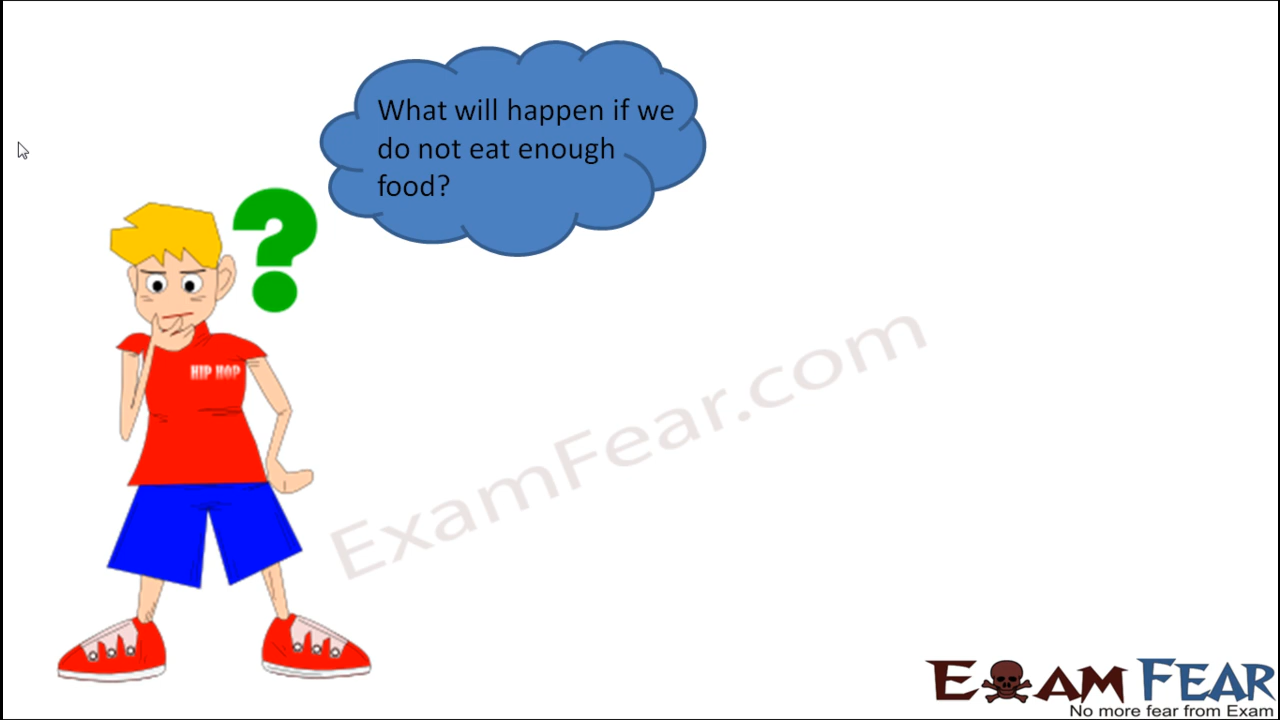 What will happen if we
do not eat enough
food?
HIP HOP
ExamFear.com
EXAM FEAR
No more fear from Exam